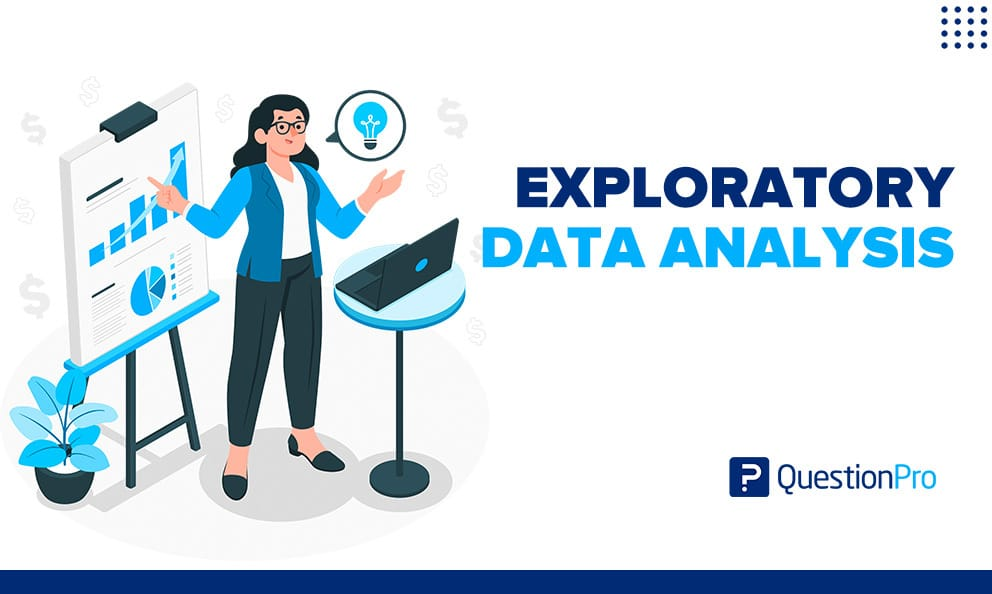 EXPLORATORY
DATA ANALYSIS
QuestionPro